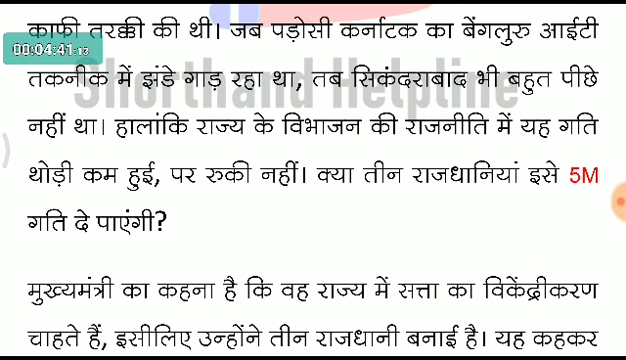 काफी तरक्की की थी। जब पड़ोसी कर्नाटक का बेंगलुरु आईटी
00:04:41:13
तकनीक में झंडे गाड़ रहा था, तब सिकंदराबाद भी बहुत पीछे
Shorthand Helpline
नहीं था। हालांकि राज्य के विभाजन की राजनीति में यह गति
थोड़ी कम हुई, पर रुकी नहीं। क्या तीन राजधानियां इसे 5M
गति दे पाएंगी?
मुख्यमंत्री का कहना है कि वह राज्य में सत्ता का विकेंद्रीकरण
चाहते हैं, इसीलिए उन्होंने तीन राजधानी बनाई है। यह कहकर